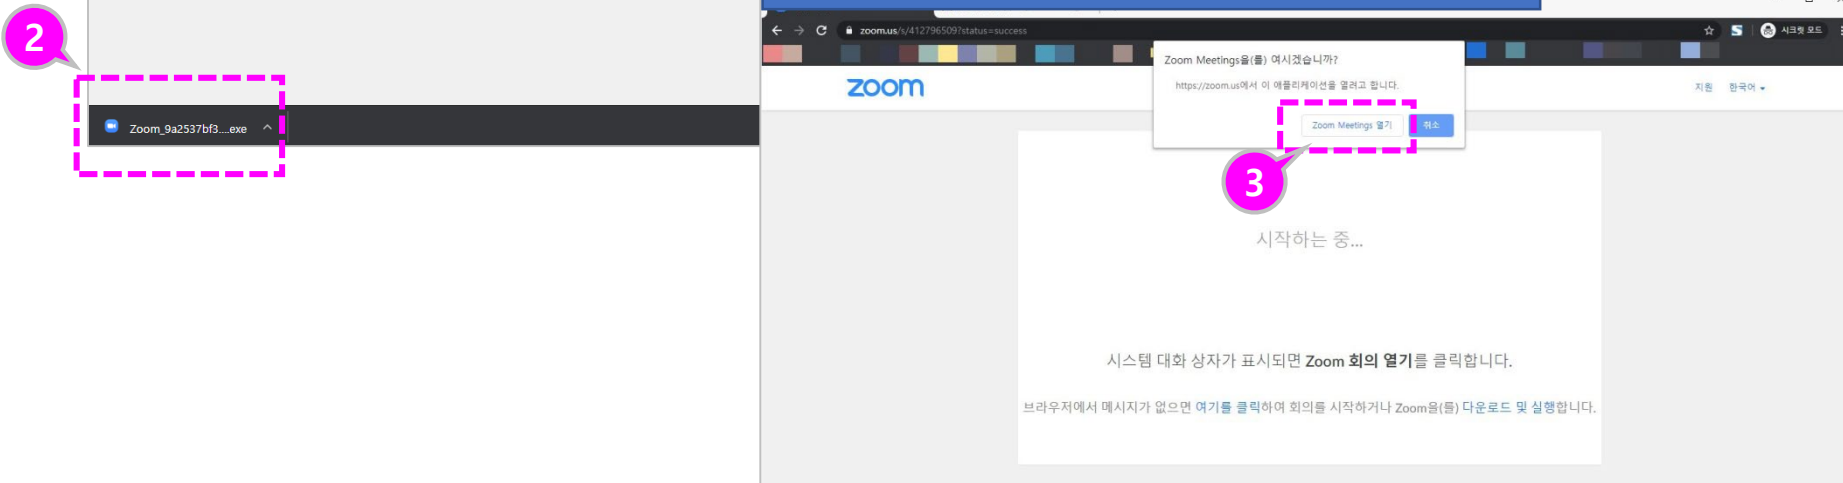 2
Zoom_9a2537bf3....exe
zoom.us/s/412796509?status=success
시크릿 모드
Zoom Meetings을(를) 여시겠습니까?
https://zoom.us에서 이 애플리케이션을 열려고 합니다.
Zoom Meetings 열기
취소
zoom
지원
한국어
3
시작하는 중...
시스템 대화 상자가 표시되면 Zoom 회의 열기를 클릭합니다.
브라우저에서 메시지가 없으면 여기를 클릭하여 회의를 시작하거나 Zoom을(를) 다운로드 및 실행합니다.